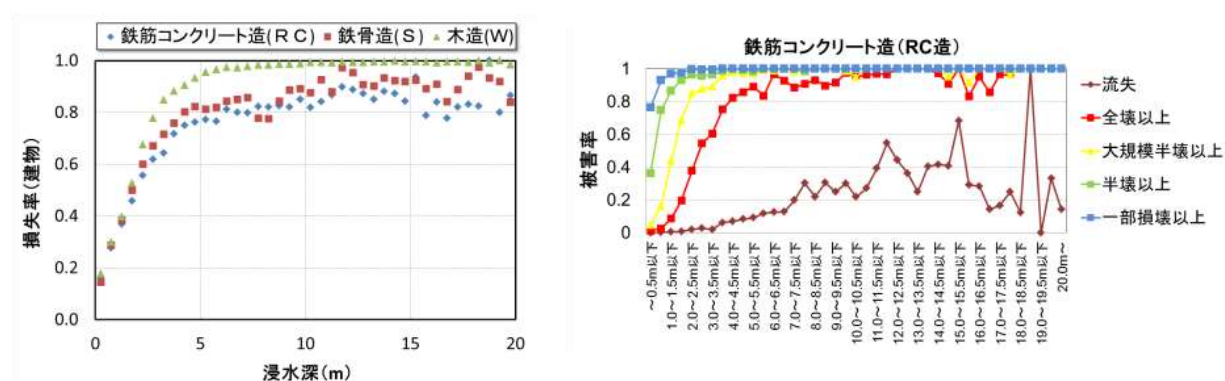 鉄筋コンクリート造(RC) 鉄骨造(S) 木造(W)
1.0
0.8
0.6
0.4
0.2
0.0
損失率(建物)
0
5
10
15
20
浸水深(m)
鉄筋コンクリート造(RC造)
1
0.8
0.6
0.4
0.2
0
被害率
～0.5m以下
1.0～1.5m以下
2.0～2.5m以下
3.0～3.5m以下
4.0～4.5m以下
5.0～5.5m以下
6.0～6.5m以下
7.0～7.5m以下
8.0～8.5m以下
9.0～9.5m以下
10.0～10.5m以下
11.0～11.5m以下
12.0～12.5m以下
13.0～13.5m以下
14.0～14.5m以下
15.0～15.5m以下
16.0～16.5m以下
17.0～17.5m以下
18.0～18.5m以下
19.0～19.5m以下
20.0m～
流失
全壊以上
大規模半壊以上
半壊以上
一部損壊以上